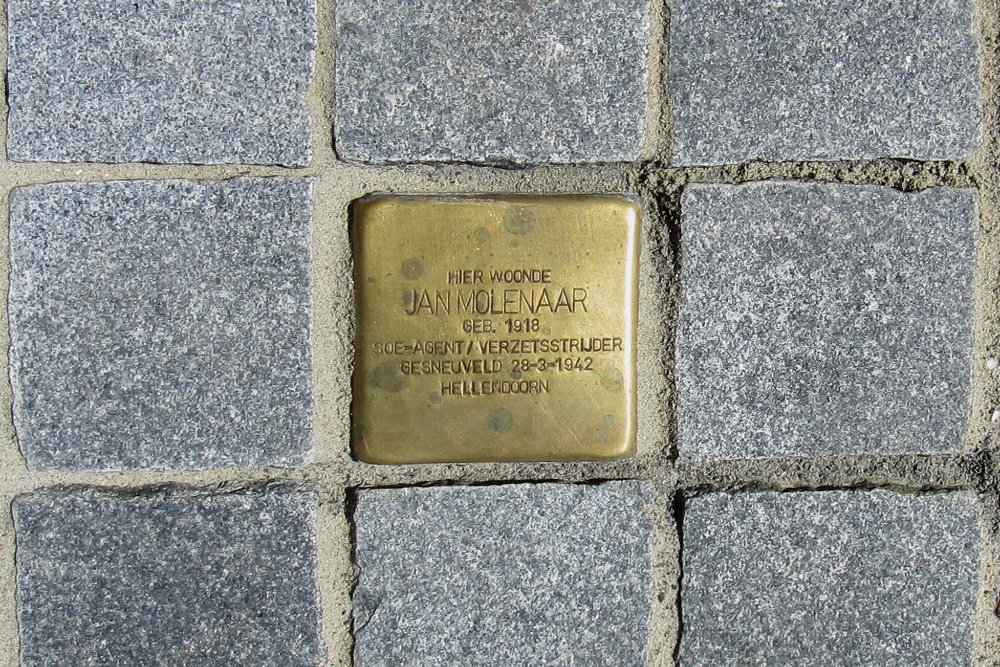 HIER WOONDE
JAN MOLENAAR
GEB. 1918
SOE-AGENT/VERZETSSTRIJDER
GESNEUVELD 28-3-1942
HELLENDOORN